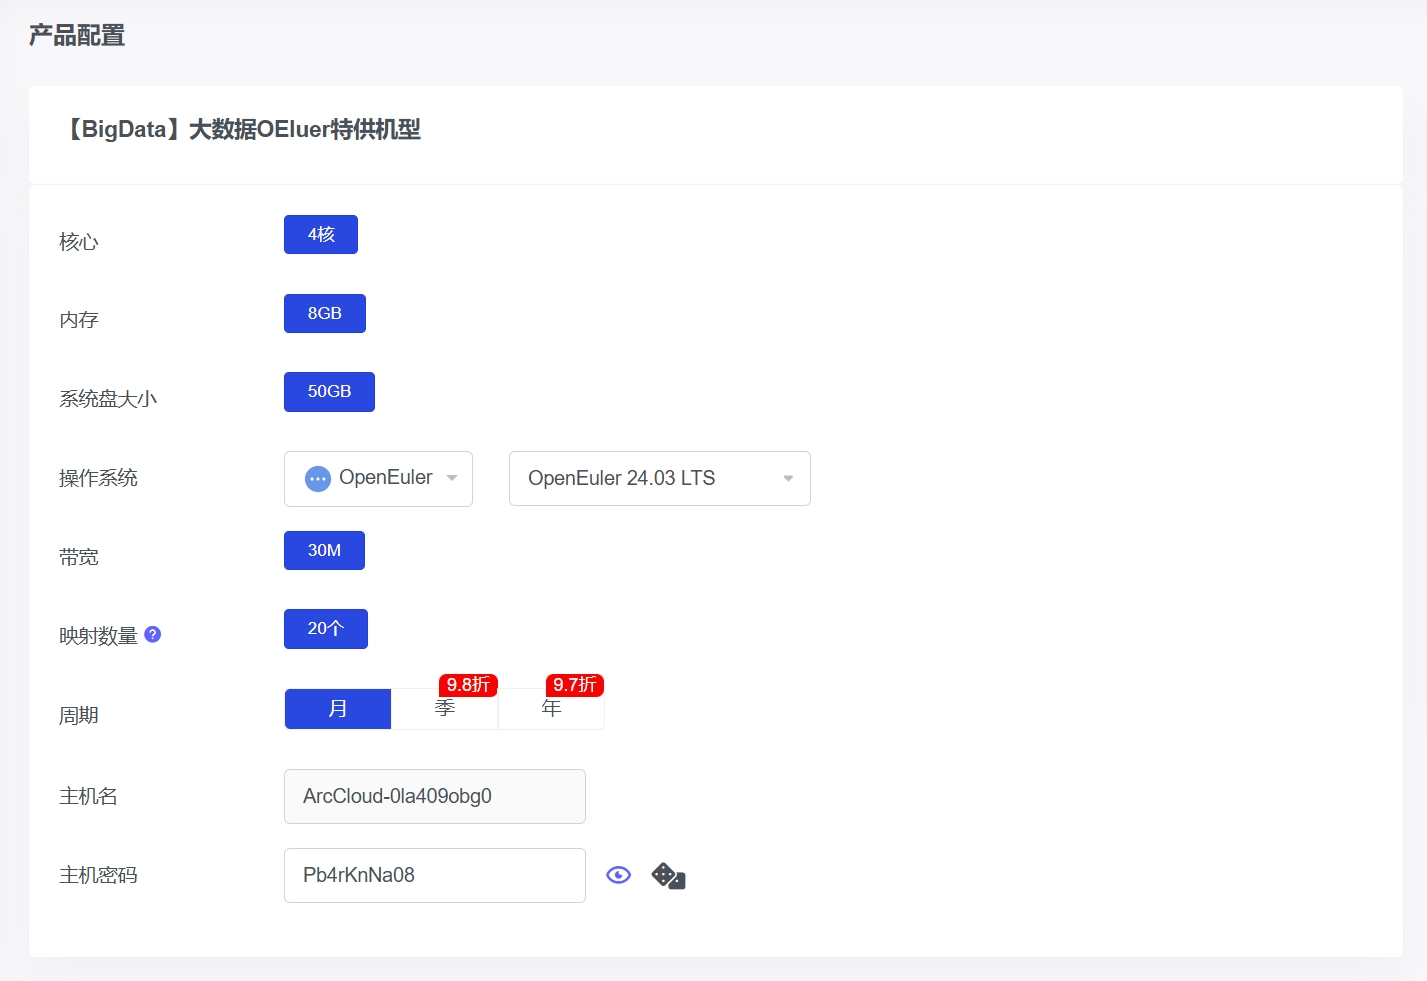 产品配置
【BigData】大数据OEluer特供机型
核心
4核
内存
8GB
系统盘大小
50GB
操作系统
OpenEuler
OpenEuler 24.03 LTS
带宽
30M
映射数量 ?
20个
周期
月
季
9.8折
年
9.7折
主机名
ArcCloud-0la409obg0
主机密码
Pb4rKnNa08